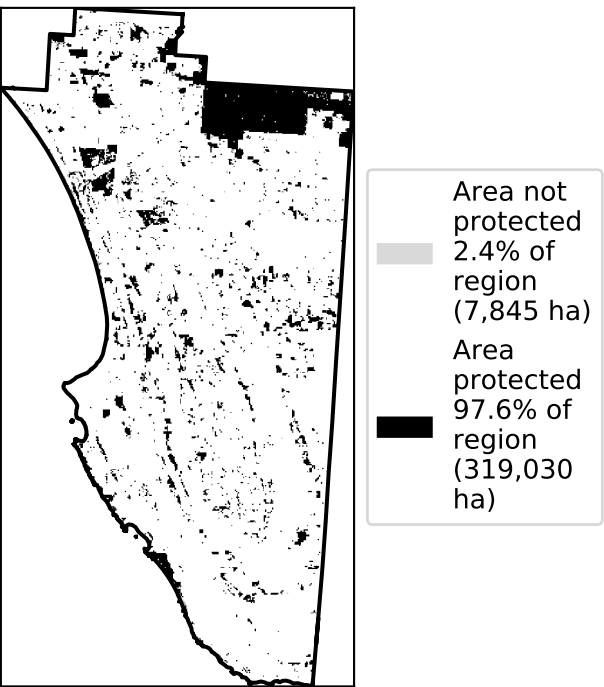 Area not
protected
2.4% of
region
(7,845 ha)
Area
protected
97.6% of
region
(319,030
ha)